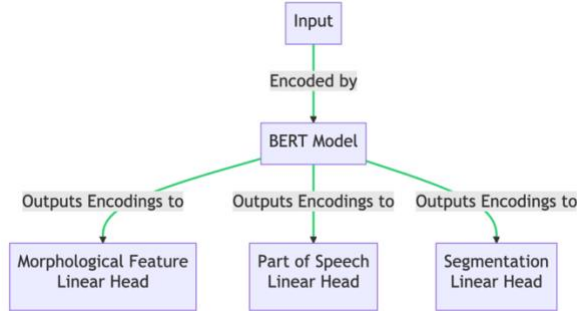 Input
Encoded by
BERT Model
Outputs Encodings to
Outputs Encodings to
Outputs Encodings to
Morphological Feature
Linear Head
Part of Speech
Linear Head
Segmentation
Linear Head